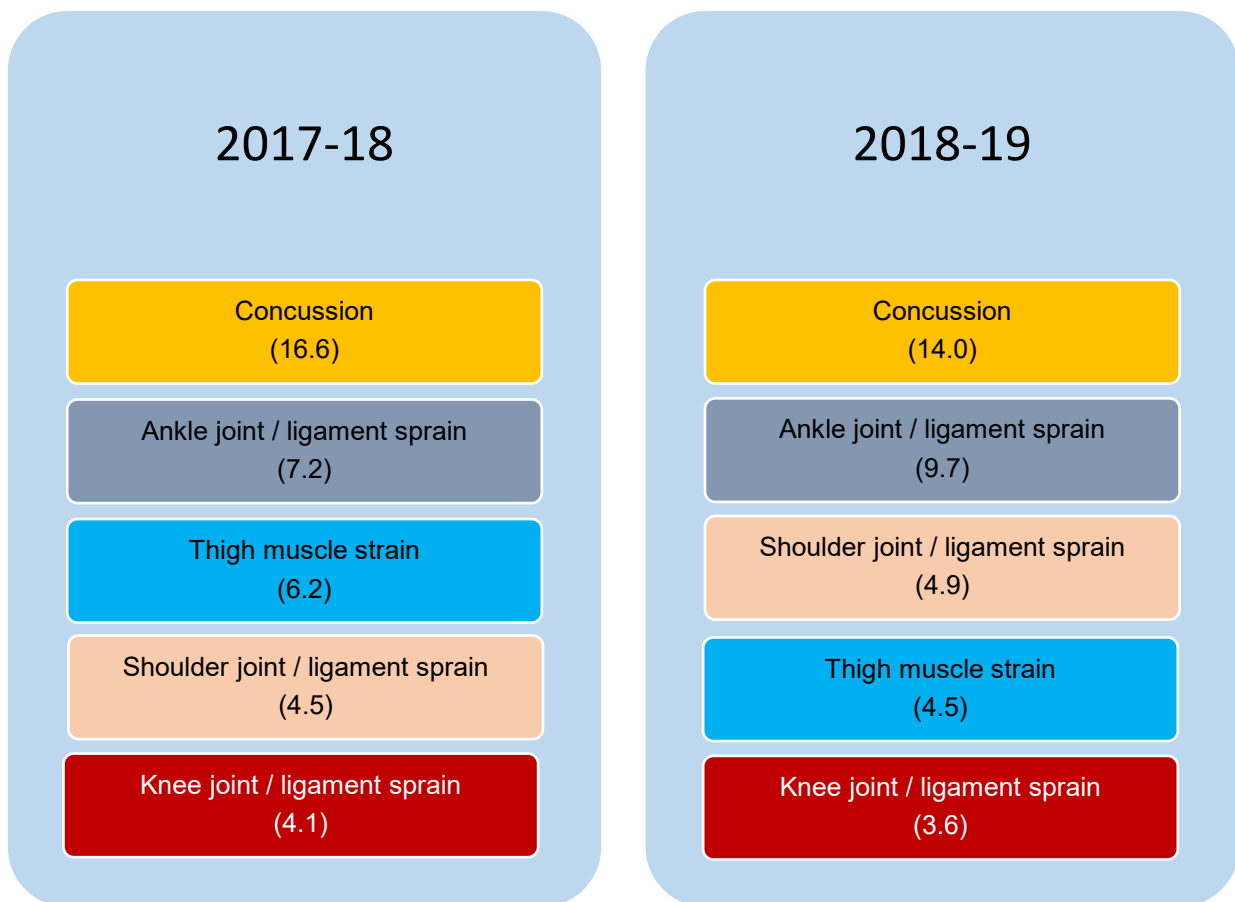 2017-18
Concussion
(16.6)
Ankle joint / ligament sprain
(7.2)
Thigh muscle strain
(6.2)
Shoulder joint / ligament sprain
(4.5)
Knee joint / ligament sprain
(4.1)
2018-19
Concussion
(14.0)
Ankle joint / ligament sprain
(9.7)
Shoulder joint / ligament sprain
(4.9)
Thigh muscle strain
(4.5)
Knee joint / ligament sprain
(3.6)